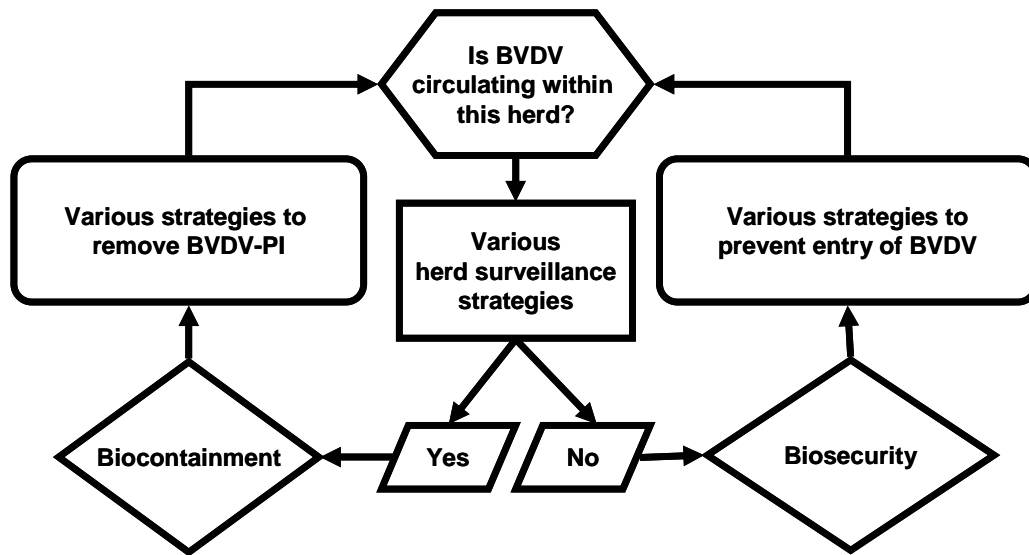 Is BVDV
circulating within
this herd?
Various strategies to
remove BVDV-PI
Various
herd surveillance
strategies
Various strategies to
prevent entry of BVDV
Biocontainment
Yes
No
Biosecurity